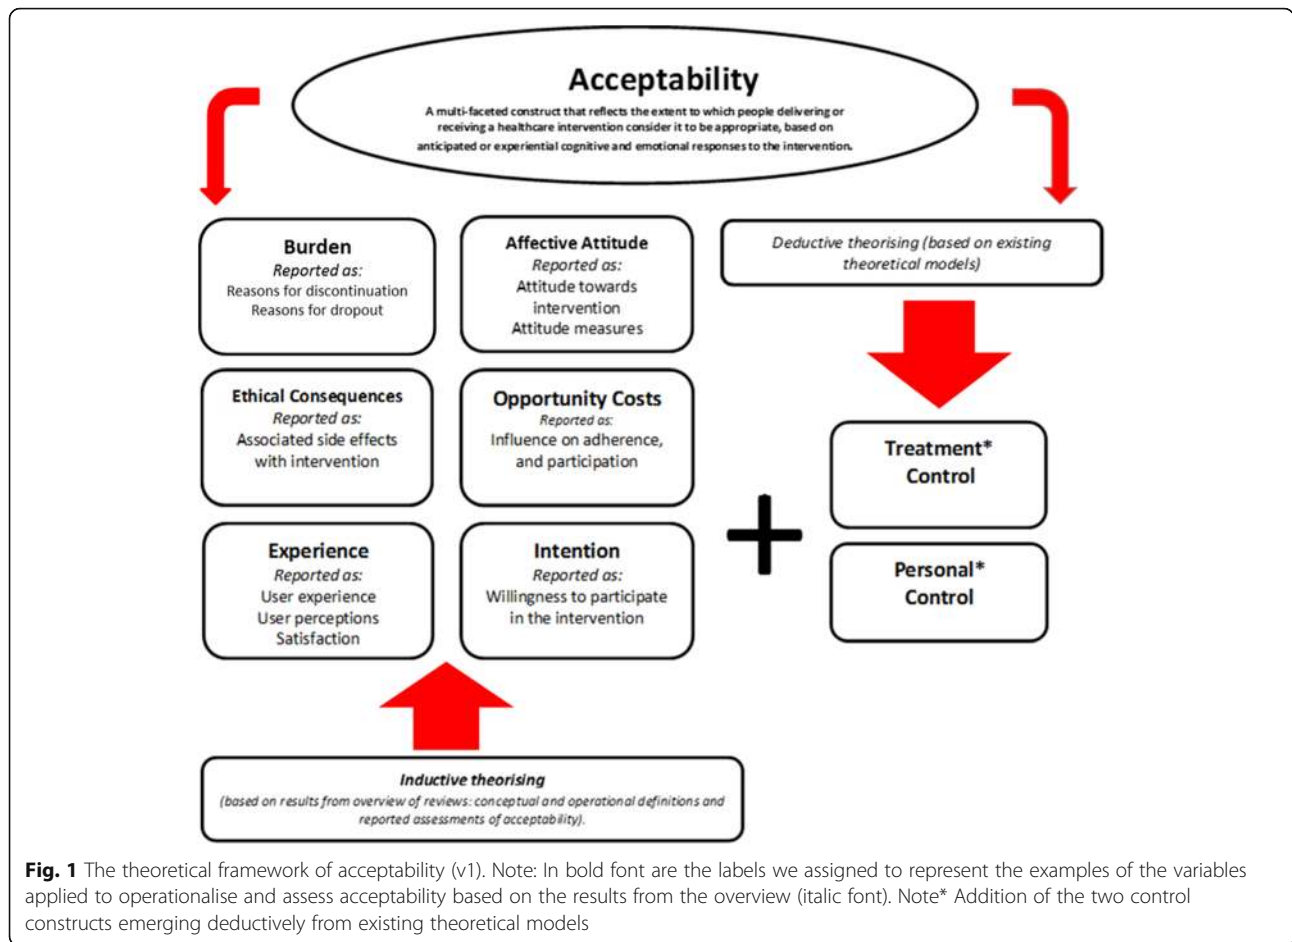 Acceptability
A multi-faceted construct that reflects the extent to which people delivering or
receiving a healthcare intervention consider it to be appropriate, based on
anticipated or experiential cognitive and emotional responses to the intervention.
Burden
Reported as:
Reasons for discontinuation
Reasons for dropout
Affective Attitude
Reported as:
Attitude towards
intervention
Attitude measures
Deductive theorising (based on existing
theoretical models)
Ethical Consequences
Reported as:
Associated side effects
with intervention
Opportunity Costs
Reported as:
Influence on adherence,
and participation
Treatment*
Control
Experience
Reported as:
User experience
User perceptions
Satisfaction
Intention
Reported as:
Willingness to participate
in the intervention
Personal*
Control
Inductive theorising
(based on results from overview of reviews: conceptual and operational definitions and
reported assessments of acceptability).
Fig. 1 The theoretical framework of acceptability (v1). Note: In bold font are the labels we assigned to represent the examples of the variables
applied to operationalise and assess acceptability based on the results from the overview (italic font). Note* Addition of the two control
constructs emerging deductively from existing theoretical models